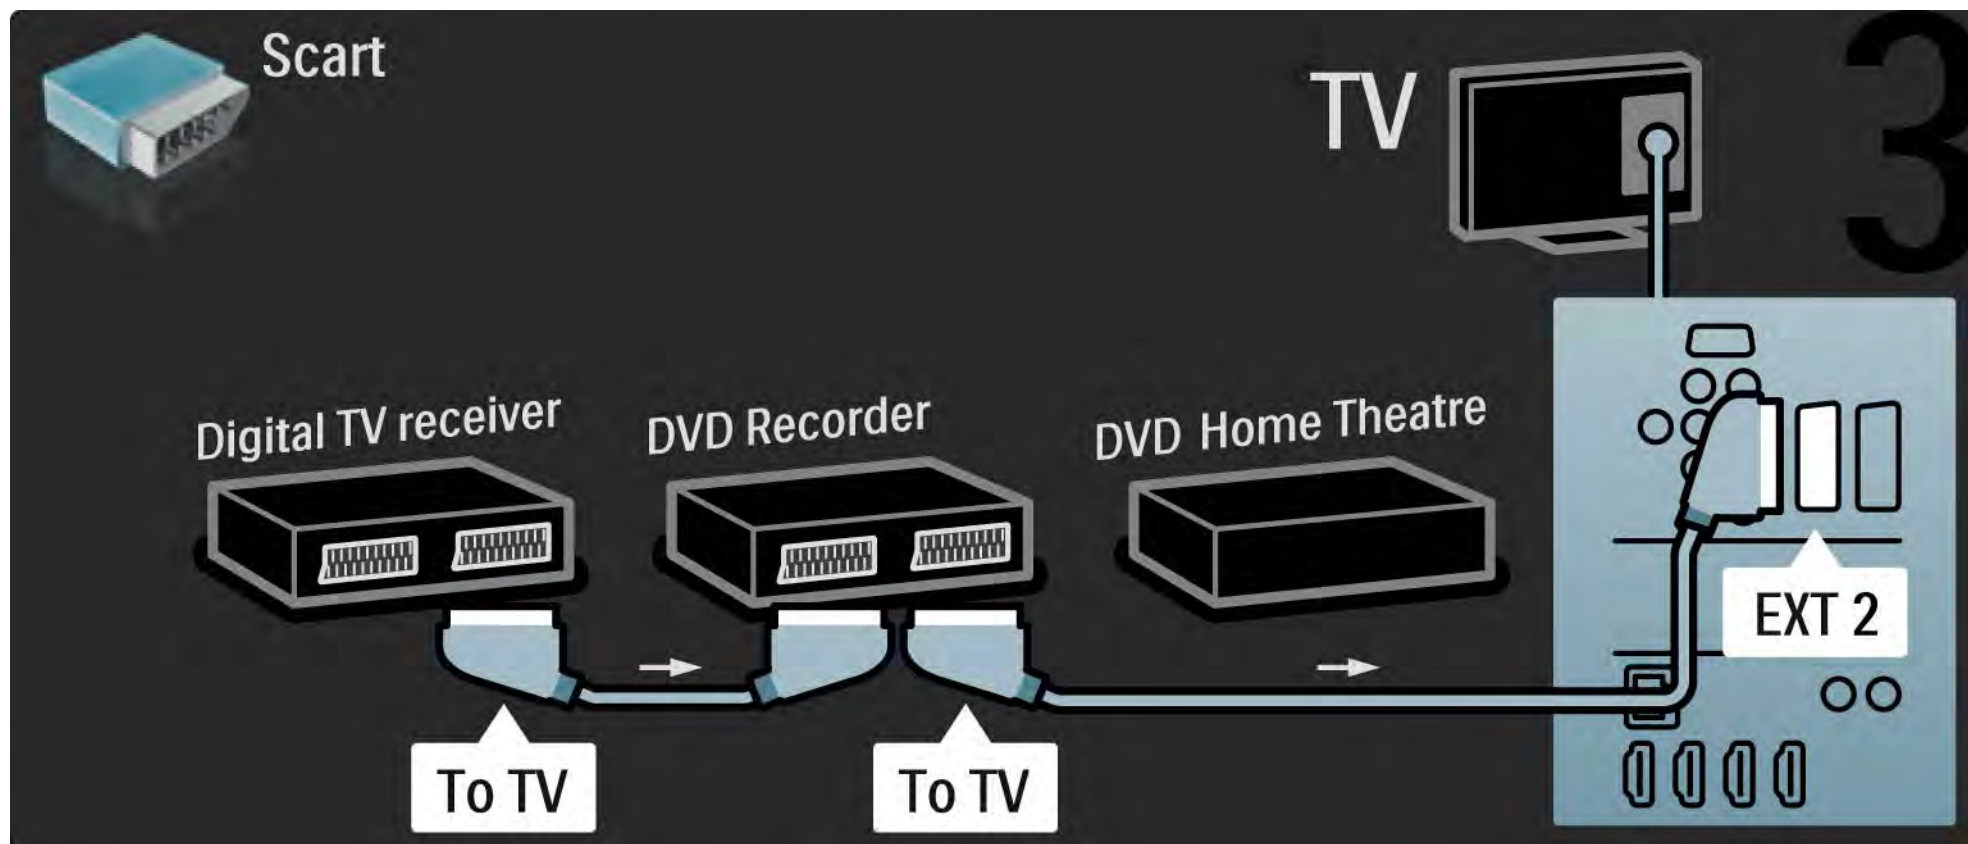 Scart
TV
3
Digital TV receiver
DVD Recorder
DVD Home Theatre
EXT 2
To TV
To TV